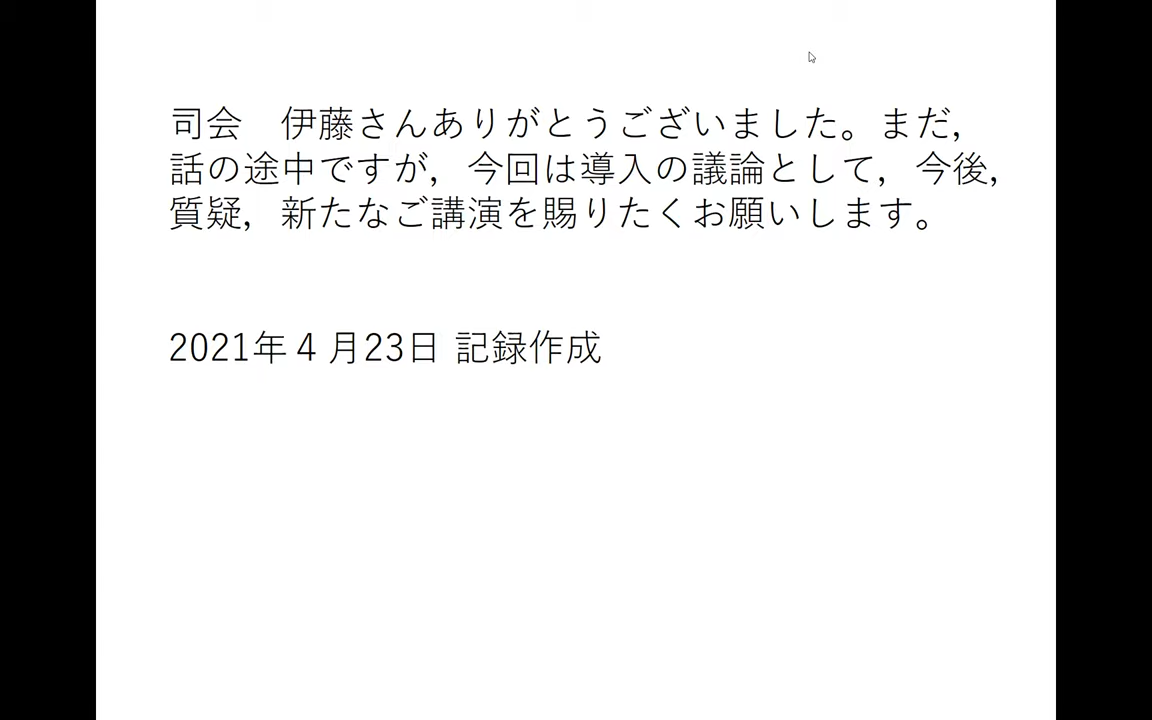 司会　伊藤さんありがとうございました。まだ，
話の途中ですが，今回は導入の議論として，今後，
質疑，新たなご講演を賜りたくお願いします。
2021年４月23日 記録作成